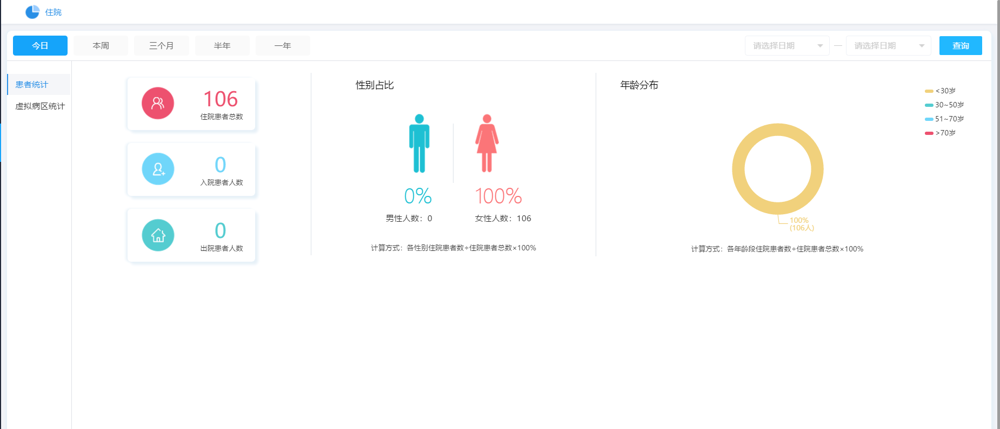 住院
今日
本周
三个月
半年
一年
请选择日期
—
请选择日期
查询
患者统计
虚拟病区统计
106
住院患者总数
0
入院患者人数
0
出院患者人数
性别占比
0%
男性人数：0
100%
女性人数：106
计算方式：各性别住院患者数÷住院患者总数×100%
年龄分布
<30岁
30~50岁
51~70岁
>70岁
100%
(106人)
计算方式：各年龄段住院患者数÷住院患者总数×100%